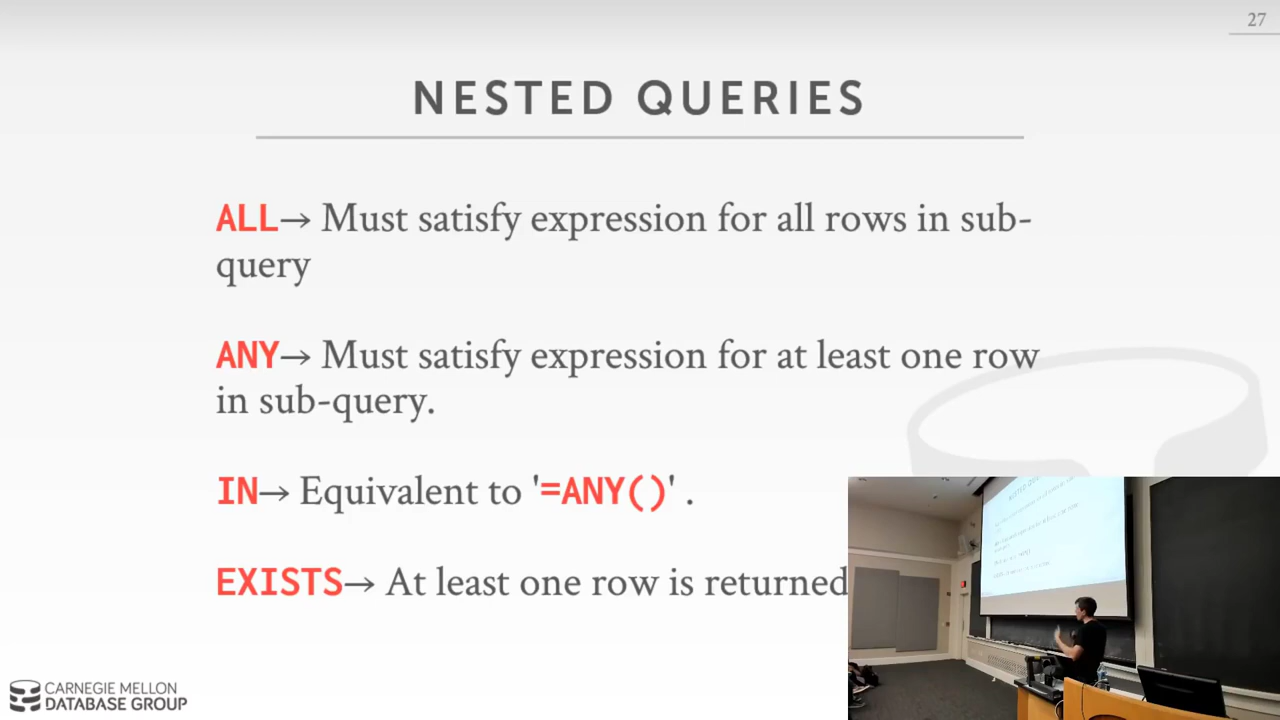 27
NESTED QUERIES
ALL→ Must satisfy expression for all rows in sub-
query
ANY→ Must satisfy expression for at least one row
in sub-query.
IN→ Equivalent to '=ANY()' .
EXISTS→ At least one row is returned
CARNEGIE MELLON
DATABASE GROUP